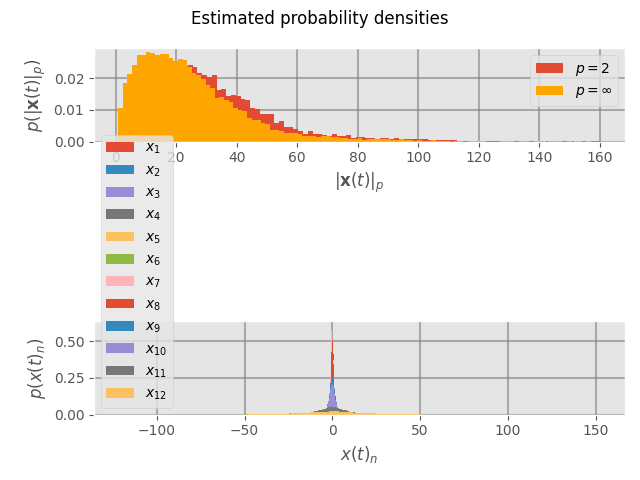 Estimated probability densities
p(|x(t)|p)
0.02
0.01
0.00
p = 2
p = ∞
0 20 40 60 80 100 120 140 160
|x(t)|p
x1
x2
x3
x4
x5
x6
x7
x8
x9
x10
x11
x12
p(x(t)n)
0.50
0.25
0.00
−100 −50 0 50 100 150
x(t)n